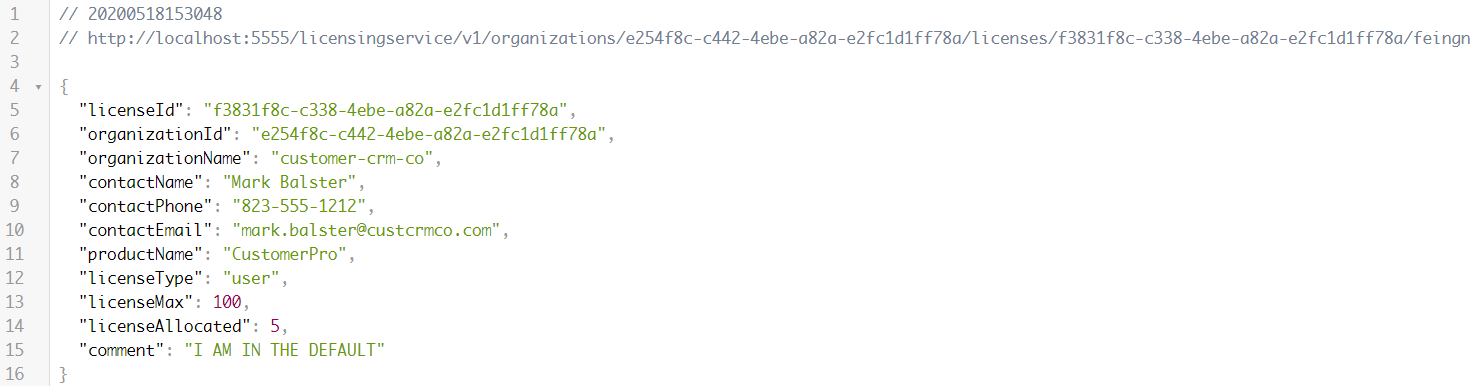 1 // 20200518153048
2 // http://localhost:5555/licensingservice/v1/organizations/e254f8c-c442-4ebe-a82a-e2fc1d1ff78a/licenses/f3831f8c-c338-4ebe-a82a-e2fc1d1ff78a/feingn
3
4 {
5 "licenseId": "f3831f8c-c338-4ebe-a82a-e2fc1d1ff78a",
6 "organizationId": "e254f8c-c442-4ebe-a82a-e2fc1d1ff78a",
7 "organizationName": "customer-crm-co",
8 "contactName": "Mark Balster",
9 "contactPhone": "823-555-1212",
10 "contactEmail": "mark.balster@custcrmco.com",
11 "productName": "CustomerPro",
12 "licenseType": "user",
13 "licenseMax": 100,
14 "licenseAllocated": 5,
15 "comment": "I AM IN THE DEFAULT"
16 }